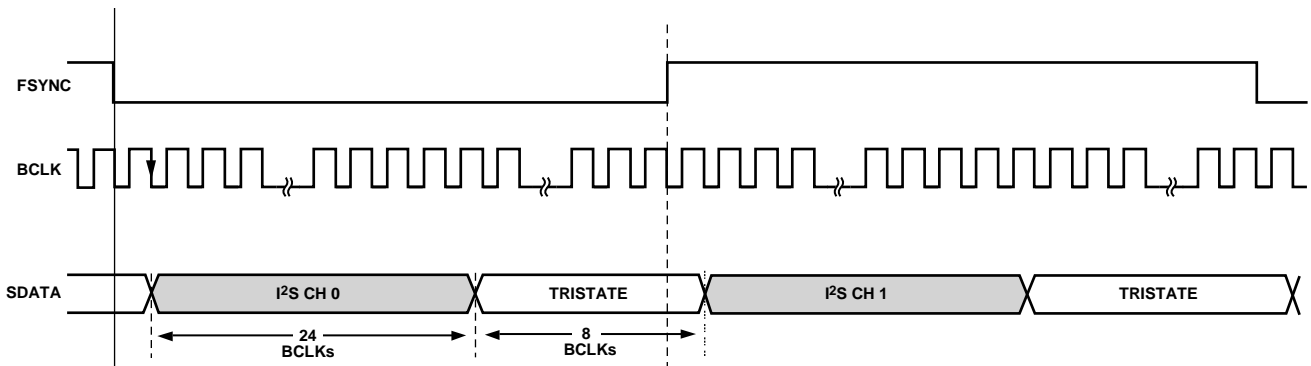 FSYNC
BCLK
SDATA
I²S CH 0
TRISTATE
I²S CH 1
TRISTATE
24
BCLKs
8
BCLKs